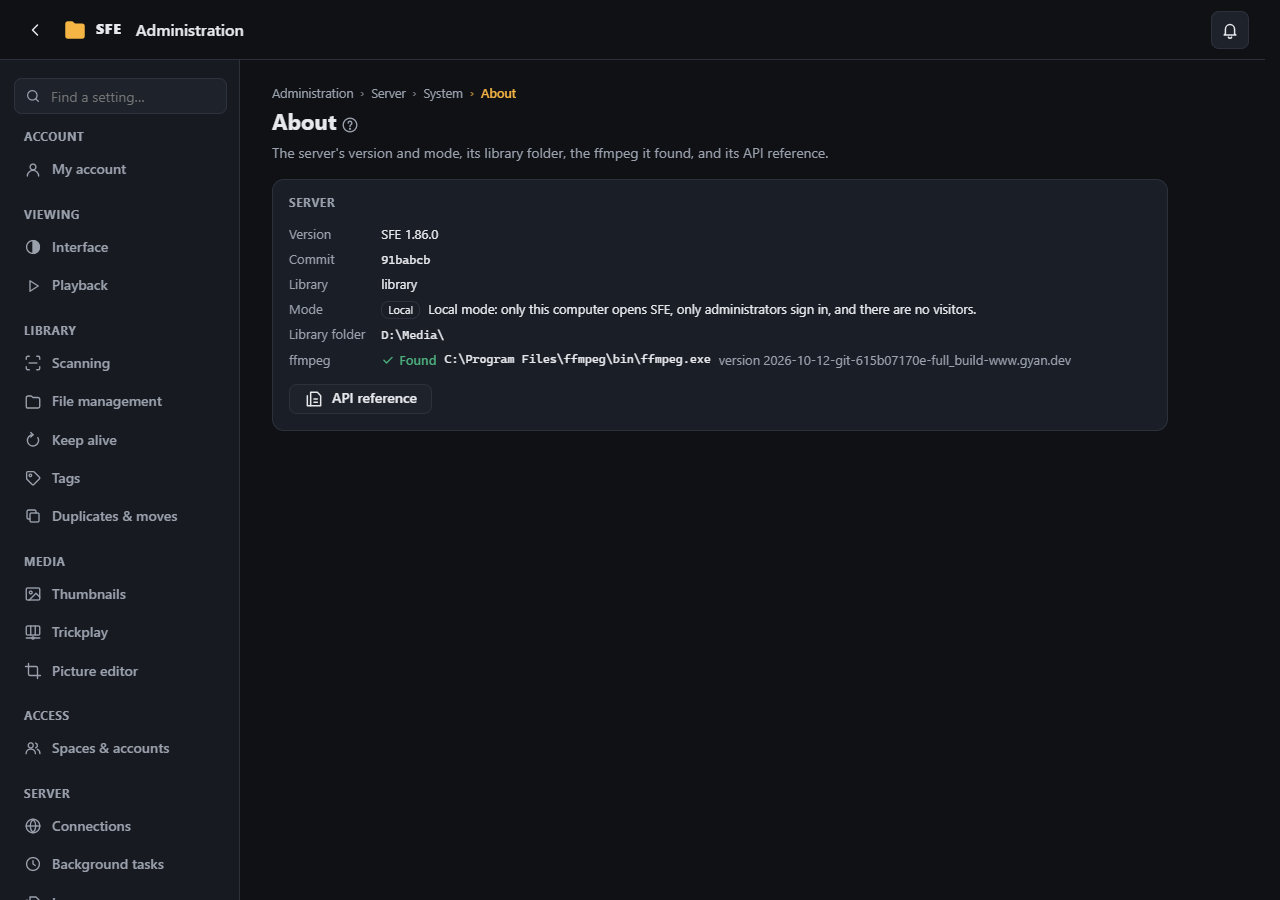 SFE Administration
Find a setting...
ACCOUNT
My account
VIEWING
Interface
Playback
LIBRARY
Scanning
File management
Keep alive
Tags
Duplicates & moves
MEDIA
Thumbnails
Trickplay
Picture editor
ACCESS
Spaces & accounts
SERVER
Connections
Background tasks
Administration › Server › System › About
About
The server's version and mode, its library folder, the ffmpeg it found, and its API reference.
SERVER
Version SFE 1.86.0
Commit 91babcb
Library library
Mode Local Local mode: only this computer opens SFE, only administrators sign in, and there are no visitors.
Library folder D:\Media\
ffmpeg Found C:\Program Files\ffmpeg\bin\ffmpeg.exe version 2026-10-12-git-615b07170e-full_build-www.gyan.dev
API reference